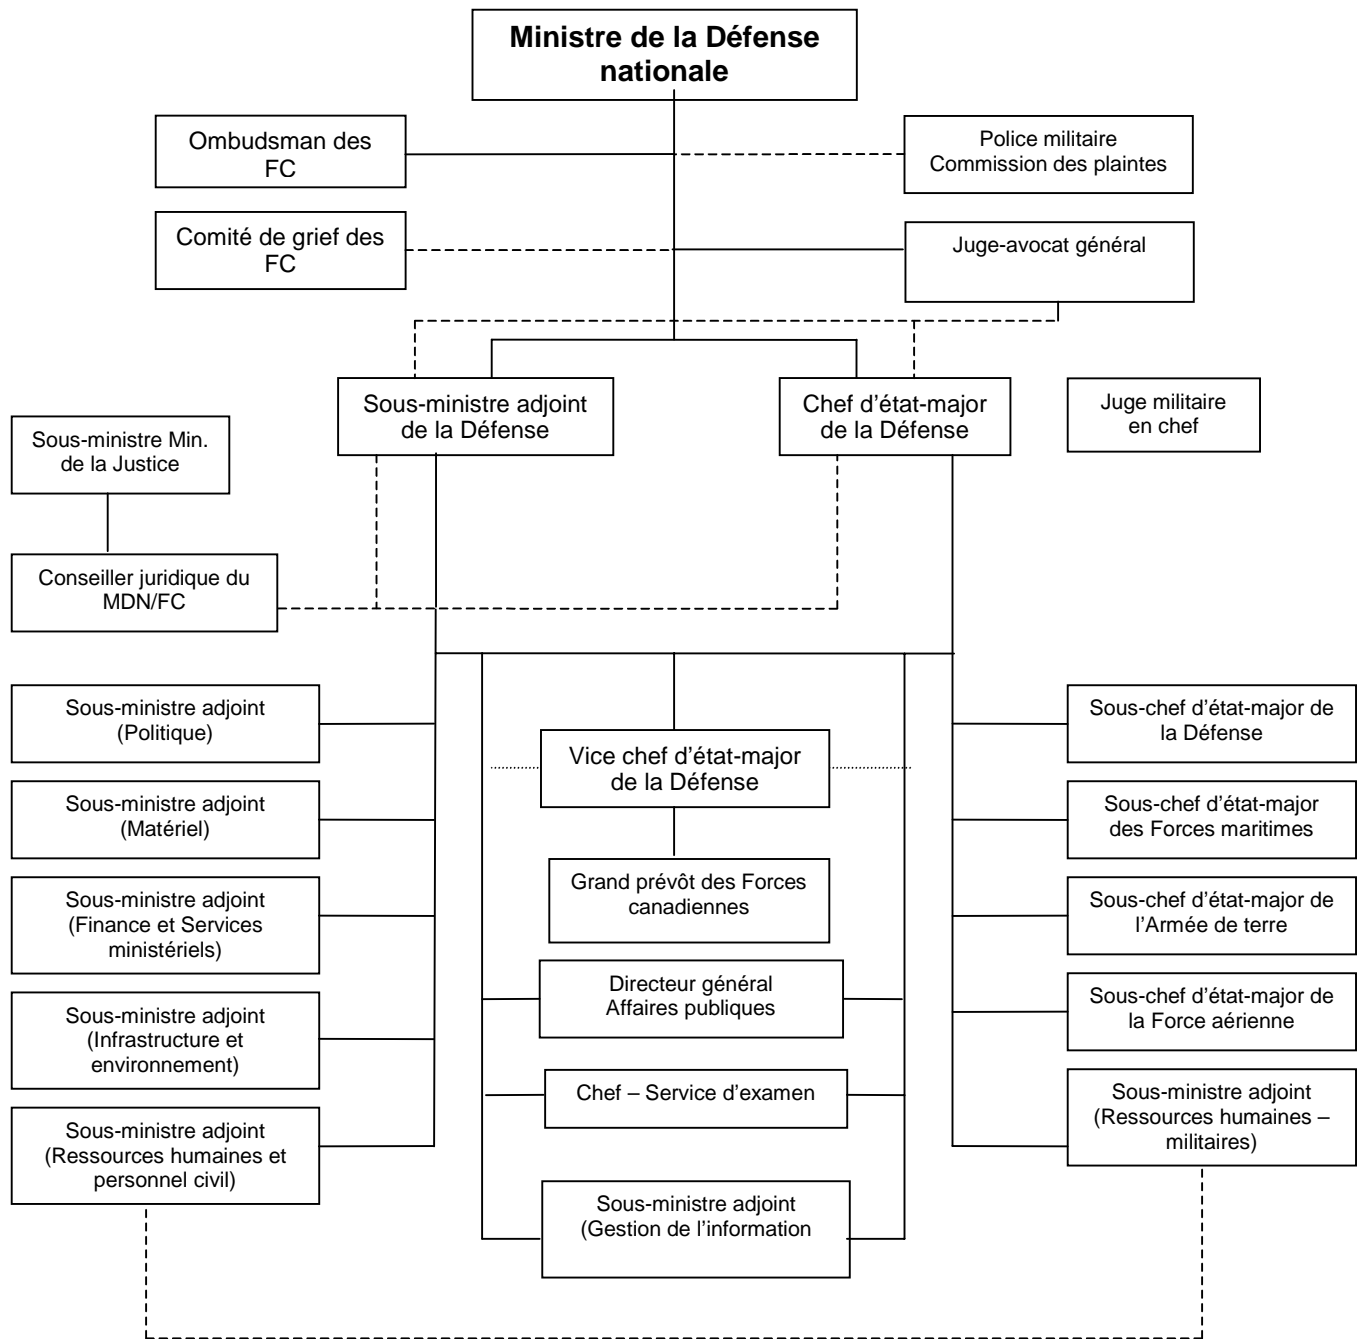 Ministre de la Défense
nationale
Ombudsman des
FC
Police militaire
Commission des plaintes
Comité de grief des
FC
Juge-avocat général
Sous-ministre adjoint
de la Défense
Chef d'état-major
de la Défense
Juge militaire
en chef
Sous-ministre Min.
de la Justice
Conseiller juridique du
MDN/FC
Sous-ministre adjoint
(Politique)
Vice chef d'état-major
de la Défense
Sous-chef d'état-major de
la Défense
Sous-ministre adjoint
(Matériel)
Sous-chef d'état-major
des Forces maritimes
Grand prévôt des Forces
canadiennes
Sous-ministre adjoint
(Finance et Services
ministériels)
Sous-chef d'état-major de
l'Armée de terre
Directeur général
Affaires publiques
Sous-ministre adjoint
(Infrastructure et
environnement)
Sous-chef d'état-major de
la Force aérienne
Chef – Service d'examen
Sous-ministre adjoint
(Ressources humaines et
personnel civil)
Sous-ministre adjoint
(Ressources humaines –
militaires)
Sous-ministre adjoint
(Gestion de l'information